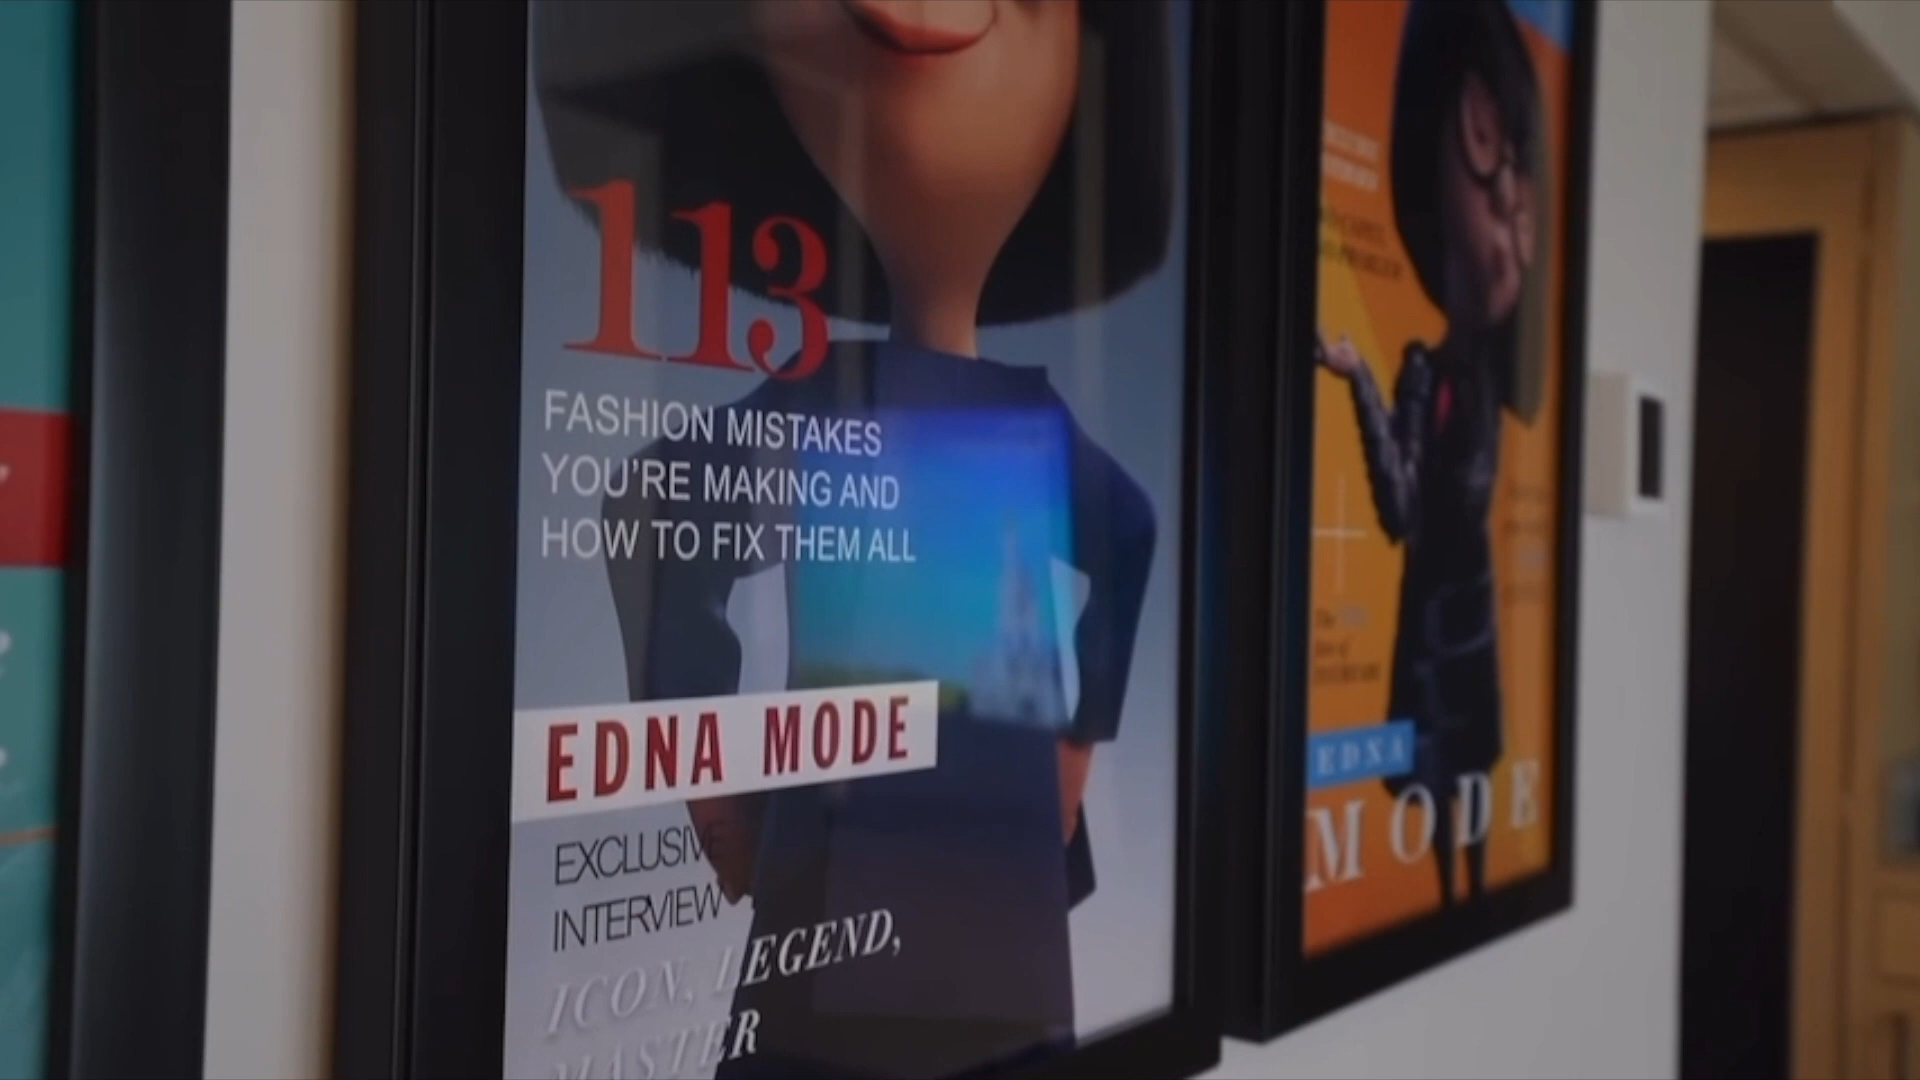 113
FASHION MISTAKES
YOU'RE MAKING AND
HOW TO FIX THEM ALL
EDNA MODE
EXCLUSIVE
INTERVIEW
ICON, LEGEND,
MASTER
EDNA
MODE